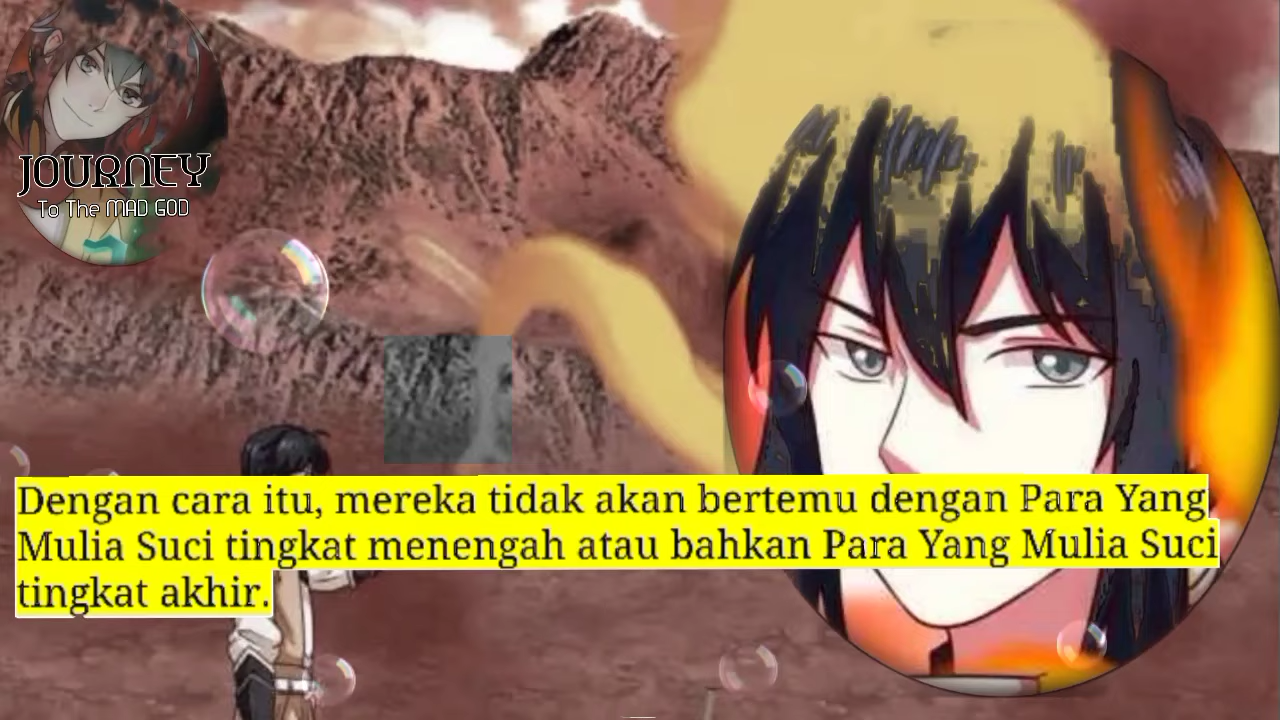 JOURNEY
To The MAD GOD
Dengan cara itu, mereka tidak akan bertemu dengan Para Yang
Mulia Suci tingkat menengah atau bahkan Para Yang Mulia Suci
tingkat akhir.